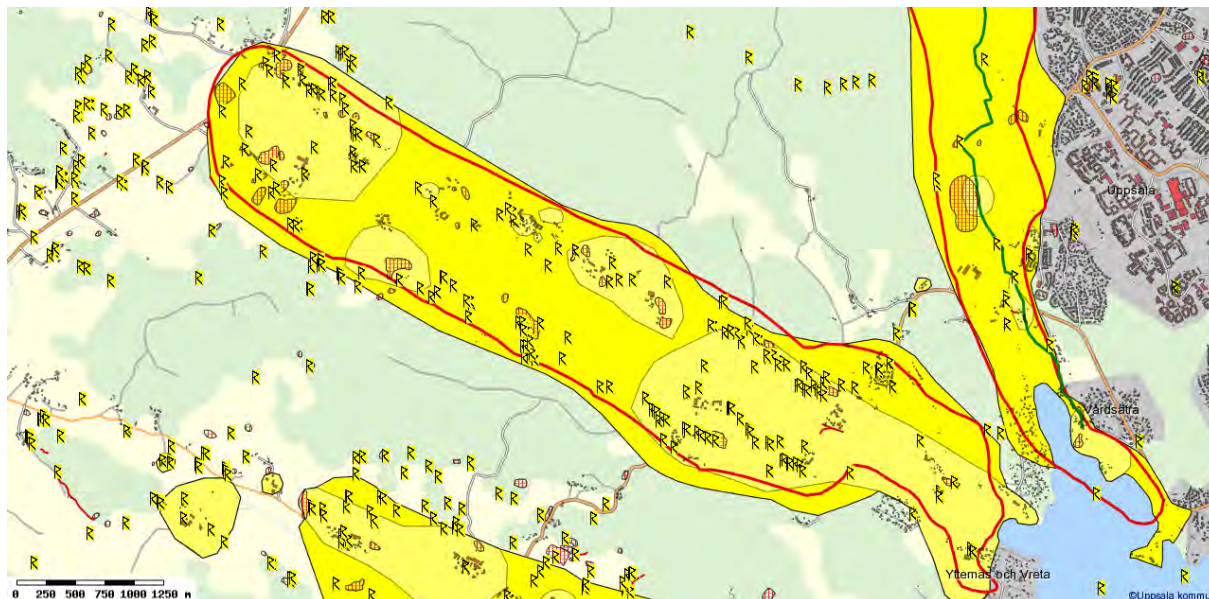 Uppsala
Vårdsätra
Ytternäs och Vreta
0 250 500 750 1000 1250 m
©Uppsala kommu